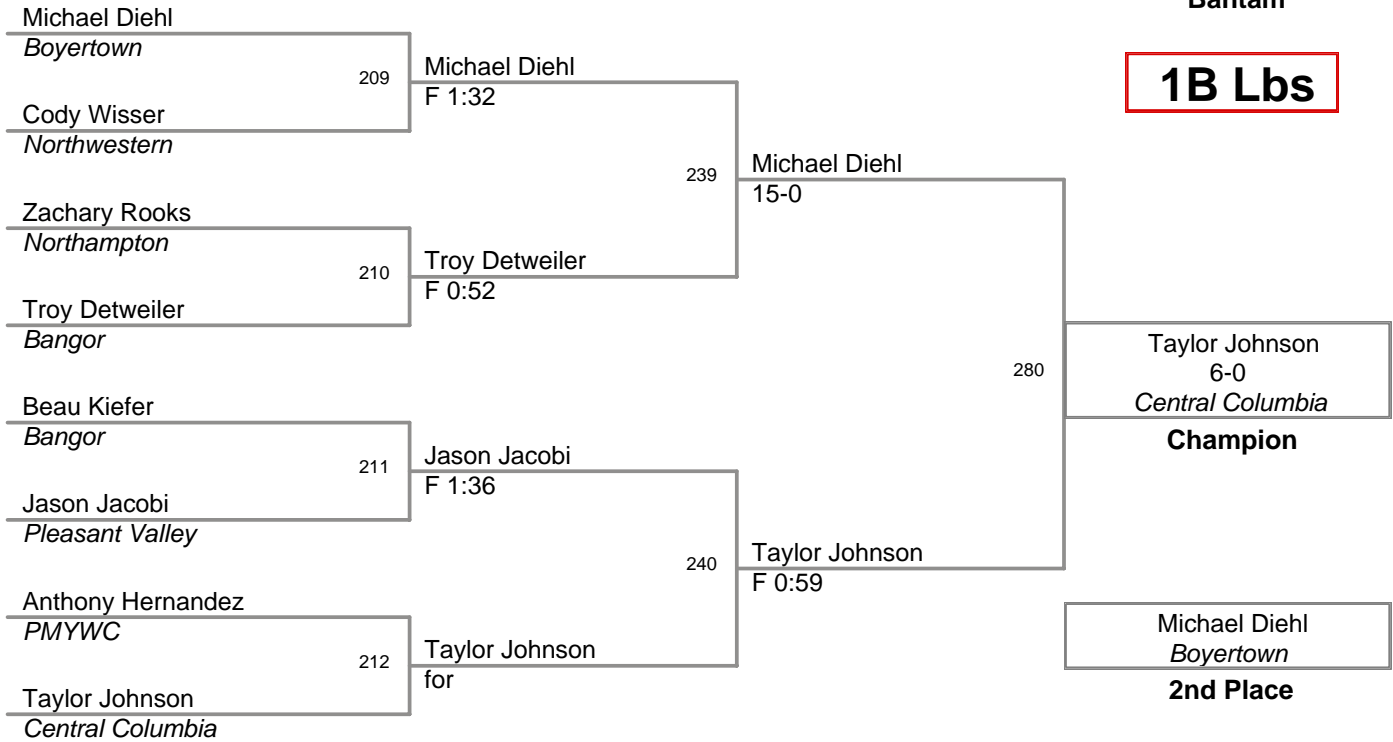 Bantam
1B Lbs
Michael Diehl
Boyertown
209
Cody Wisser
Northwestern
Michael Diehl
F 1:32
Zachary Rooks
Northampton
210
Troy Detweiler
Bangor
Troy Detweiler
F 0:52
239
Michael Diehl
15-0
Beau Kiefer
Bangor
211
Jason Jacobi
Pleasant Valley
Jason Jacobi
F 1:36
Anthony Hernandez
PMYWC
212
Taylor Johnson
Central Columbia
Taylor Johnson
for
240
Taylor Johnson
F 0:59
280
Taylor Johnson
6-0
Central Columbia
Champion
Michael Diehl
Boyertown
2nd Place